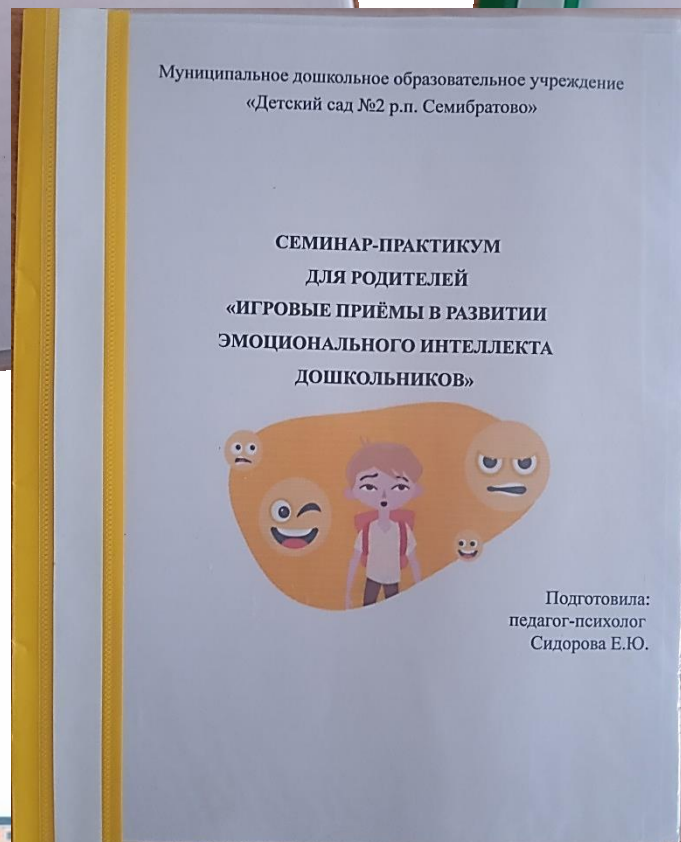 Муниципальное дошкольное образовательное учреждение
«Детский сад №2 р.п. Семибратово»
СЕМИНАР-ПРАКТИКУМ
ДЛЯ РОДИТЕЛЕЙ
«ИГРОВЫЕ ПРИЁМЫ В РАЗВИТИИ
ЭМОЦИОНАЛЬНОГО ИНТЕЛЛЕКТА
ДОШКОЛЬНИКОВ»
Подготовила:
педагог-психолог
Сидорова Е.Ю.